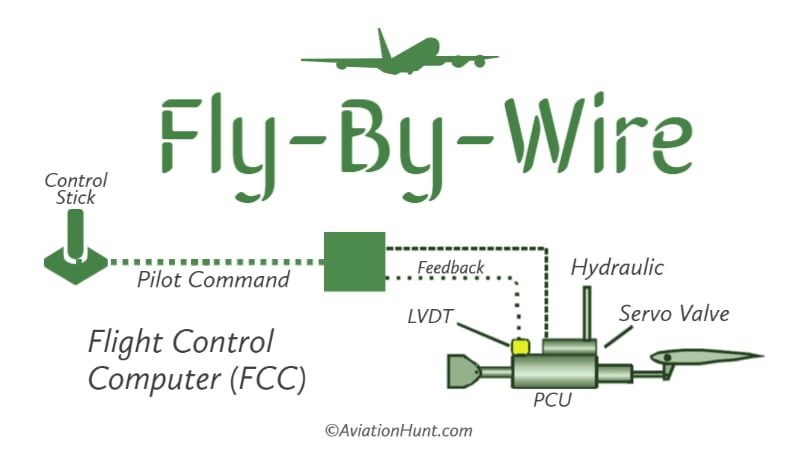 Fly-By-Wire
Control
Stick
Pilot Command
Feedback
Hydraulic
LVDT
Servo Valve
Flight Control
Computer (FCC)
PCU
©AviationHunt.com